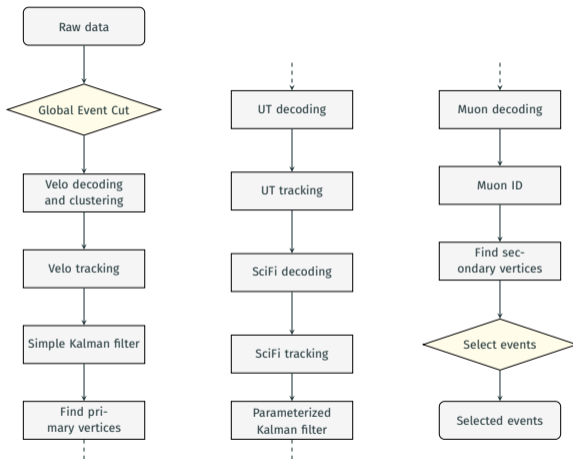 Raw data
Global Event Cut
Velo decoding
and clustering
Velo tracking
Simple Kalman filter
Find pri-
mary vertices
UT decoding
UT tracking
SciFi decoding
SciFi tracking
Parameterized
Kalman filter
Muon decoding
Muon ID
Find sec-
ondary vertices
Select events
Selected events